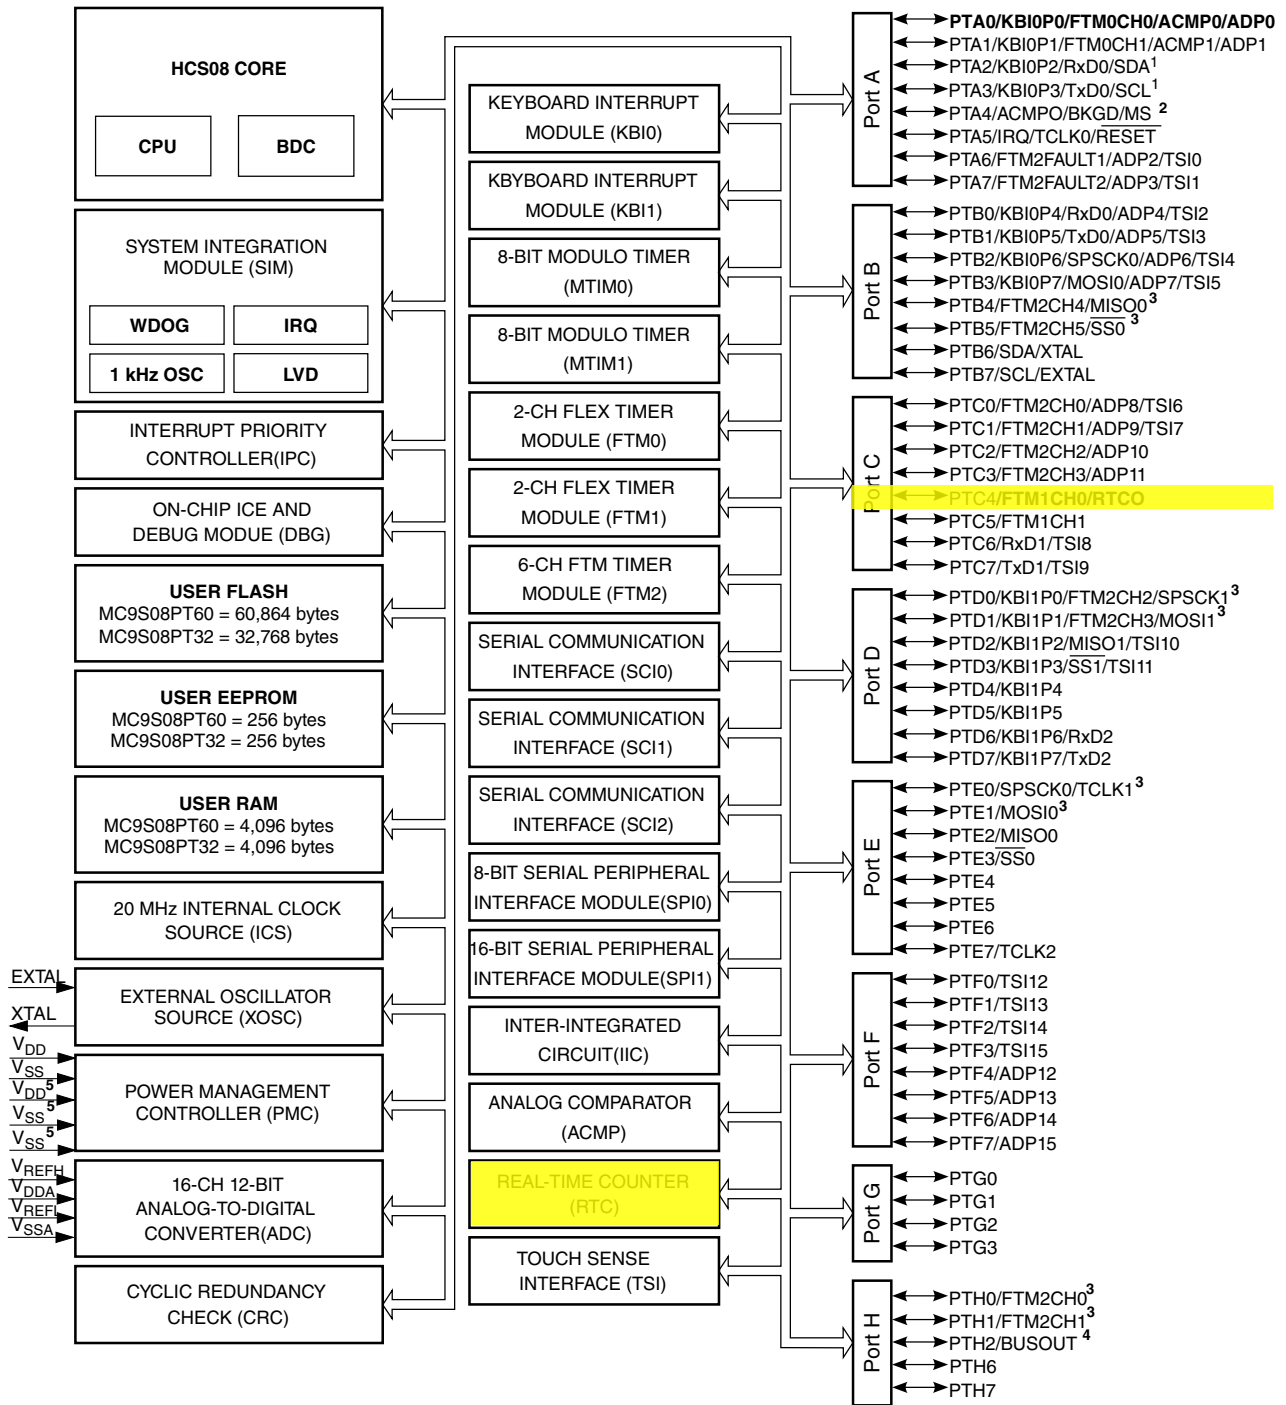 HCS08 CORE
CPU
BDC
SYSTEM INTEGRATION
MODULE (SIM)
WDOG
IRQ
1 kHz OSC
LVD
INTERRUPT PRIORITY
CONTROLLER(IPC)
ON-CHIP ICE AND
DEBUG MODUE (DBG)
USER FLASH
MC9S08PT60 = 60,864 bytes
MC9S08PT32 = 32,768 bytes
USER EEPROM
MC9S08PT60 = 256 bytes
MC9S08PT32 = 256 bytes
USER RAM
MC9S08PT60 = 4,096 bytes
MC9S08PT32 = 4,096 bytes
20 MHz INTERNAL CLOCK
SOURCE (ICS)
EXTERNAL OSCILLATOR
SOURCE (XOSC)
POWER MANAGEMENT
CONTROLLER (PMC)
16-CH 12-BIT
ANALOG-TO-DIGITAL
CONVERTER(ADC)
CYCLIC REDUNDANCY
CHECK (CRC)
EXTAL
XTAL
VDD
VSS
VDD5
VSS5
VSS5
VREFH
VDDA
VREFL
VSSA
KEYBOARD INTERRUPT
MODULE (KBI0)
KBYBOARD INTERRUPT
MODULE (KBI1)
8-BIT MODULO TIMER
(MTIM0)
8-BIT MODULO TIMER
(MTIM1)
2-CH FLEX TIMER
MODULE (FTM0)
2-CH FLEX TIMER
MODULE (FTM1)
6-CH FTM TIMER
MODULE (FTM2)
SERIAL COMMUNICATION
INTERFACE (SCI0)
SERIAL COMMUNICATION
INTERFACE (SCI1)
SERIAL COMMUNICATION
INTERFACE (SCI2)
8-BIT SERIAL PERIPHERAL
INTERFACE MODULE(SPI0)
16-BIT SERIAL PERIPHERAL
INTERFACE MODULE(SPI1)
INTER-INTEGRATED
CIRCUIT(IIC)
ANALOG COMPARATOR
(ACMP)
REAL-TIME COUNTER
(RTC)
TOUCH SENSE
INTERFACE (TSI)
Port A
PTA0/KBI0P0/FTM0CH0/ACMP0/ADP0
PTA1/KBI0P1/FTM0CH1/ACMP1/ADP1
PTA2/KBI0P2/RxD0/SDA1
PTA3/KBI0P3/TxD0/SCL1
PTA4/ACMPO/BKGD/MS 2
PTA5/IRQ/TCLK0/RESET
PTA6/FTM2FAULT1/ADP2/TSI0
PTA7/FTM2FAULT2/ADP3/TSI1
Port B
PTB0/KBI0P4/RxD0/ADP4/TSI2
PTB1/KBI0P5/TxD0/ADP5/TSI3
PTB2/KBI0P6/SPSCK0/ADP6/TSI4
PTB3/KBI0P7/MOSI0/ADP7/TSI5
PTB4/FTM2CH4/MISO0 3
PTB5/FTM2CH5/SS0 3
PTB6/SDA/XTAL
PTB7/SCL/EXTAL
Port C
PTC0/FTM2CH0/ADP8/TSI6
PTC1/FTM2CH1/ADP9/TSI7
PTC2/FTM2CH2/ADP10
PTC3/FTM2CH3/ADP11
PTC4/FTM1CH0/RTCO
PTC5/FTM1CH1
PTC6/RxD1/TSI8
PTC7/TxD1/TSI9
Port D
PTD0/KBI1P0/FTM2CH2/SPSCK1 3
PTD1/KBI1P1/FTM2CH3/MOSI1 3
PTD2/KBI1P2/MISO1/TSI10
PTD3/KBI1P3/SS1/TSI11
PTD4/KBI1P4
PTD5/KBI1P5
PTD6/KBI1P6/RxD2
PTD7/KBI1P7/TxD2
Port E
PTE0/SPSCK0/TCLK1 3
PTE1/MOSI0 3
PTE2/MISO0
PTE3/SS0
PTE4
PTE5
PTE6
PTE7/TCLK2
Port F
PTF0/TSI12
PTF1/TSI13
PTF2/TSI14
PTF3/TSI15
PTF4/ADP12
PTF5/ADP13
PTF6/ADP14
PTF7/ADP15
Port G
PTG0
PTG1
PTG2
PTG3
Port H
PTH0/FTM2CH0 3
PTH1/FTM2CH1 3
PTH2/BUSOUT 4
PTH6
PTH7